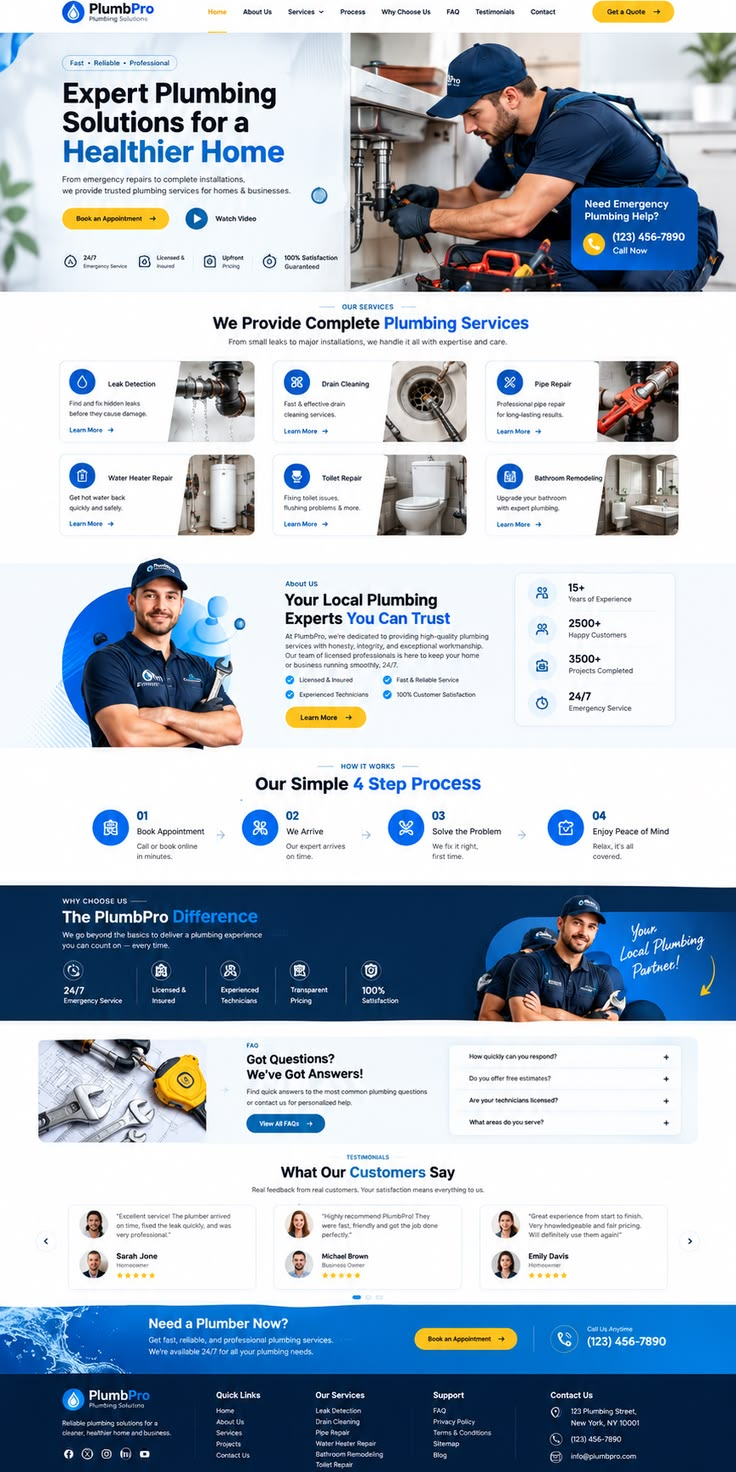 PlumbPro
Plumbing Solutions
Home
About Us
Services
Process
Why Choose Us
FAQ
Testimonials
Contact
Get a Quote
Fast • Reliable • Professional
Expert Plumbing
Solutions for a
Healthier Home
From emergency repairs to complete installations,
we provide trusted plumbing services for homes & businesses.
Book an Appointment
Watch Video
24/7
Emergency Service
Licensed &
Insured
Upfront
Pricing
100% Satisfaction
Guaranteed
Need Emergency
Plumbing Help?
(123) 456-7890
Call Now
OUR SERVICES
We Provide Complete Plumbing Services
From small leaks to major installations, we handle it all with expertise and care.
Leak Detection
Find and fix hidden leaks
before they cause damage.
Learn More
Drain Cleaning
Fast & effective drain
cleaning services.
Learn More
Pipe Repair
Professional pipe repair
for long-lasting results.
Learn More
Water Heater Repair
Get hot water back
quickly and safely.
Learn More
Toilet Repair
Fixing toilet issues,
flushing problems & more.
Learn More
Bathroom Remodeling
Upgrade your bathroom
with expert plumbing.
Learn More
About US
Your Local Plumbing
Experts You Can Trust
At PlumbPro, we're dedicated to providing high-quality plumbing
services with honesty, integrity, and exceptional workmanship.
Our team of licensed professionals is here to keep your home
or business running smoothly, 24/7.
Licensed & Insured
Fast & Reliable Service
Experienced Technicians
100% Customer Satisfaction
Learn More
15+
Years of Experience
2500+
Happy Customers
3500+
Projects Completed
24/7
Emergency Service
HOW IT WORKS
Our Simple 4 Step Process
01
Book Appointment
Call or book online
in minutes.
02
We Arrive
Our expert arrives
on time.
03
Solve the Problem
We fix it right,
first time.
04
Enjoy Peace of Mind
Relax, it's all
covered.
WHY CHOOSE US
The PlumbPro Difference
We go beyond the basics to deliver a plumbing experience
you can count on — every time.
24/7
Emergency Service
Licensed &
Insured
Experienced
Technicians
Transparent
Pricing
100%
Satisfaction
Your
Local Plumbing
Partner!
FAQ
Got Questions?
We've Got Answers!
Find quick answers to the most common plumbing questions
or contact us for personalized help.
View All FAQs
How quickly can you respond?
Do you offer free estimates?
Are your technicians licensed?
What areas do you serve?
TESTIMONIALS
What Our Customers Say
Real feedback from real customers. Your satisfaction means everything to us.
"Excellent service! The plumber arrived
on time, fixed the leak quickly, and was
very professional."
Sarah Jone
Homeowner
"Highly recommend PlumbPro! They
were fast, friendly and got the job done
perfectly."
Michael Brown
Business Owner
"Great experience from start to finish.
Very hnowledgeable and fair pricing.
Will definitely use them again!"
Emily Davis
Homeowner
Need a Plumber Now?
Get fast, reliable, and professional plumbing services.
We're available 24/7 for all your plumbing needs.
Book an Appointment
Call Us Anytime
(123) 456-7890
PlumbPro
Plumbing Solutions
Reliable plumbing solutions for a
cleaner, healthier home and business.
Quick Links
Home
About Us
Services
Projects
Contact Us
Our Services
Leak Detection
Drain Cleaning
Pipe Repair
Water Heater Repair
Bathroom Remodeling
Toilet Repair
Support
FAQ
Privacy Policy
Terms & Conditions
Sitemap
Blog
Contact Us
123 Plumbing Street,
New York, NY 10001
(123) 456-7890
info@plumbpro.com